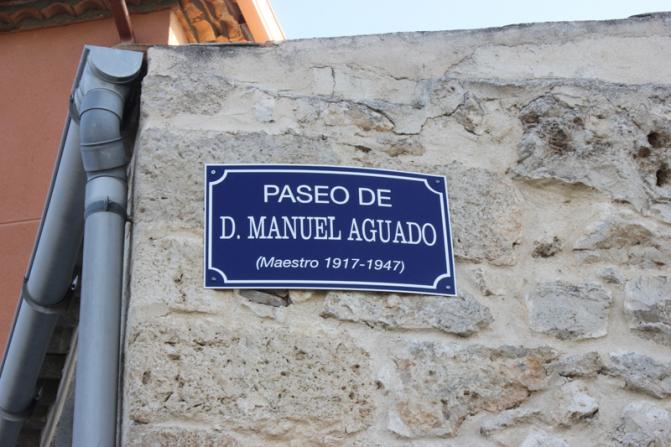 PASEO DE
D. MANUEL AGUADO
(Maestro 1917-1947)